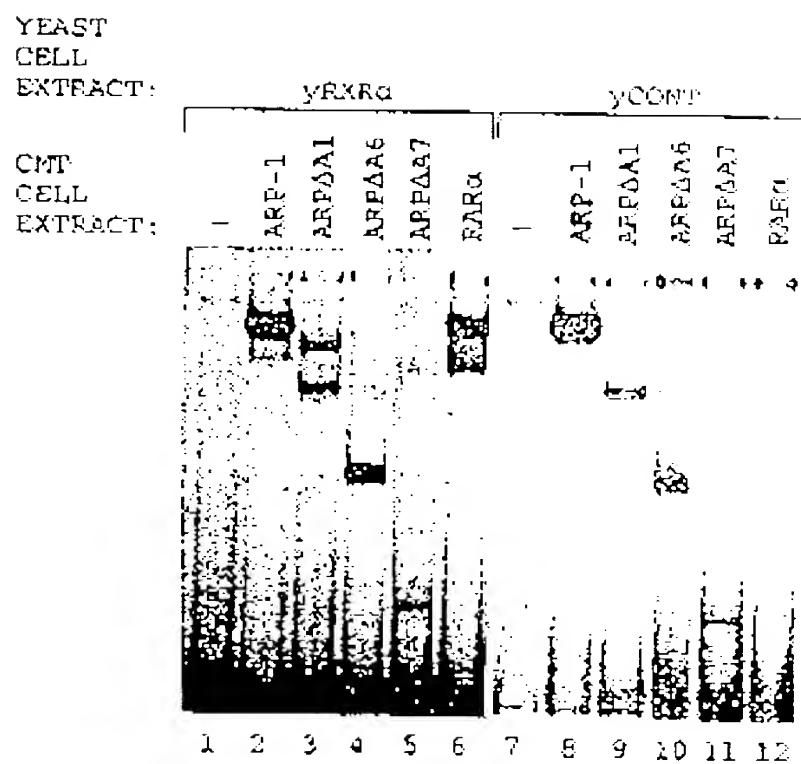 YEAST
CELL
EXTRACT: yRXRα yCONT
CMT
CELL
EXTRACT: – ARP-1 ARPΔA1 ARPΔA6 ARPΔA7 RARα – ARP-1 ARPΔA1 ARPΔA6 ARPΔA7 RARα
1 2 3 4 5 6 7 8 9 10 11 12